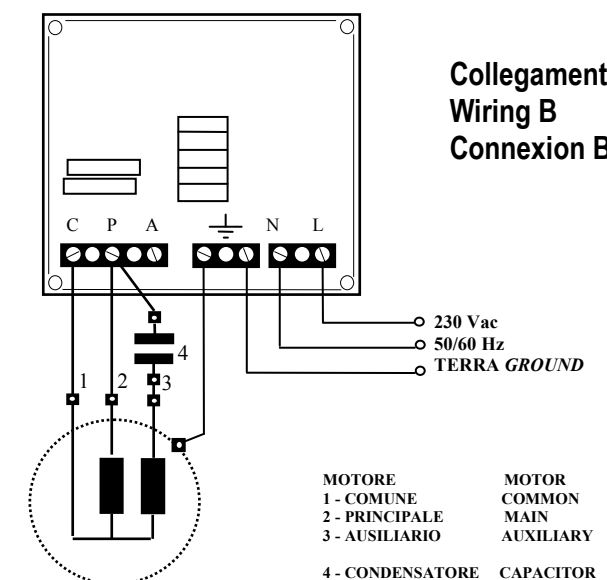 Collegament
Wiring B
Connexion B
C P A N L
230 Vac
50/60 Hz
TERRA GROUND
4
1 2 3
MOTORE MOTOR
1 - COMUNE COMMON
2 - PRINCIPALE MAIN
3 - AUSILIARIO AUXILIARY
4 - CONDENSATORE CAPACITOR